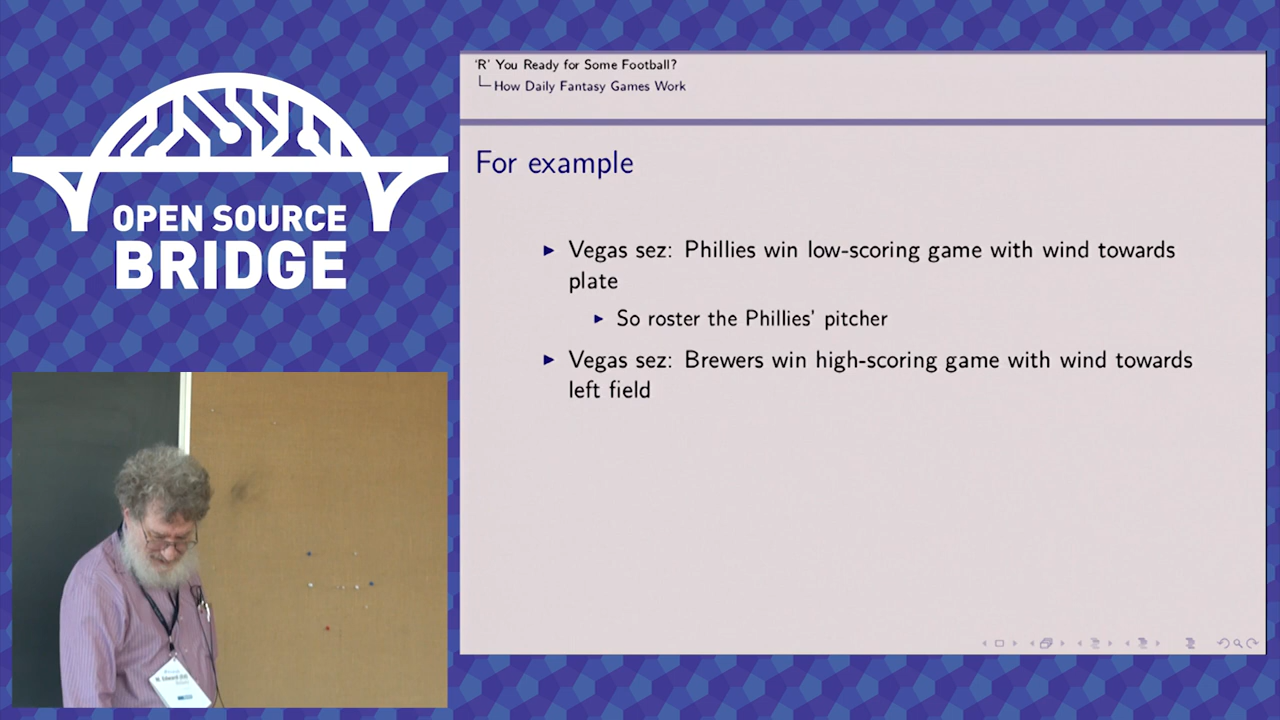 OPEN SOURCE
BRIDGE
'R' You Ready for Some Football?
How Daily Fantasy Games Work
For example
Vegas sez: Phillies win low-scoring game with wind towards
plate
So roster the Phillies' pitcher
Vegas sez: Brewers win high-scoring game with wind towards
left field